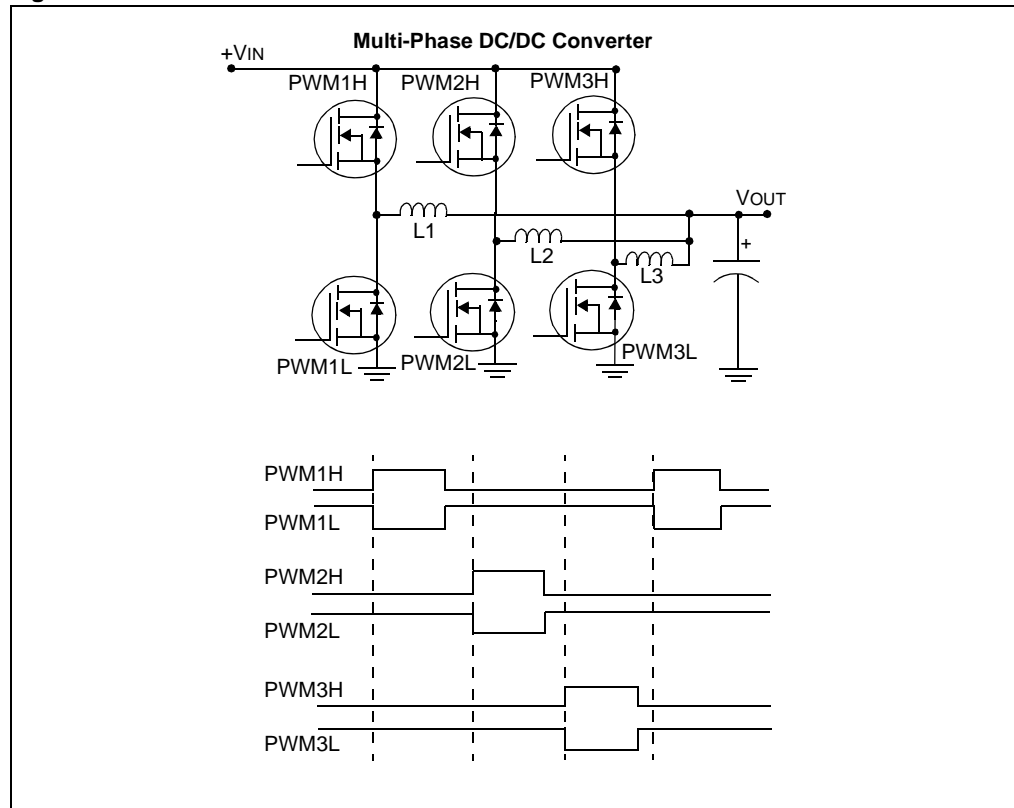 Multi-Phase DC/DC Converter
+VIN
PWM1H
PWM2H
PWM3H
VOUT
L1
L2
L3
+
PWM1L
PWM2L
PWM3L
PWM1H
PWM1L
PWM2H
PWM2L
PWM3H
PWM3L